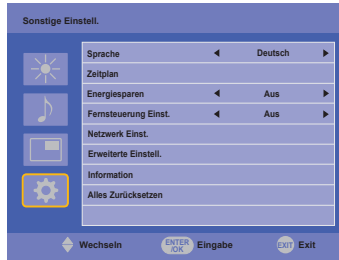 Sonstige Einstell.
Sprache Deutsch
Zeitplan
Energiesparen Aus
Fernsteuerung Einst. Aus
Netzwerk Einst.
Erweiterte Einstell.
Information
Alles Zurücksetzen
Wechseln ENTER /OK Eingabe EXIT Exit